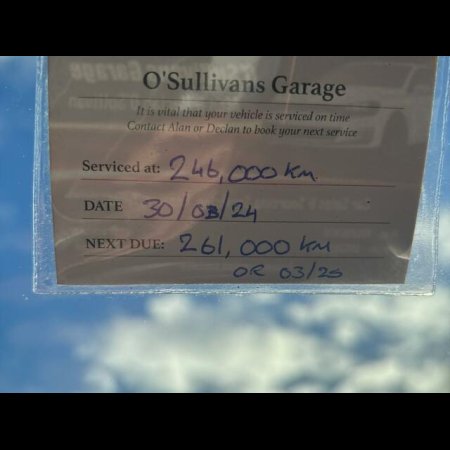 O'Sullivans Garage
It is vital that your vehicle is serviced on time
Contact Alan or Declan to book your next service
Serviced at: 246,000 km
DATE 30/03/24
NEXT DUE: 261,000 km
OR 03/25